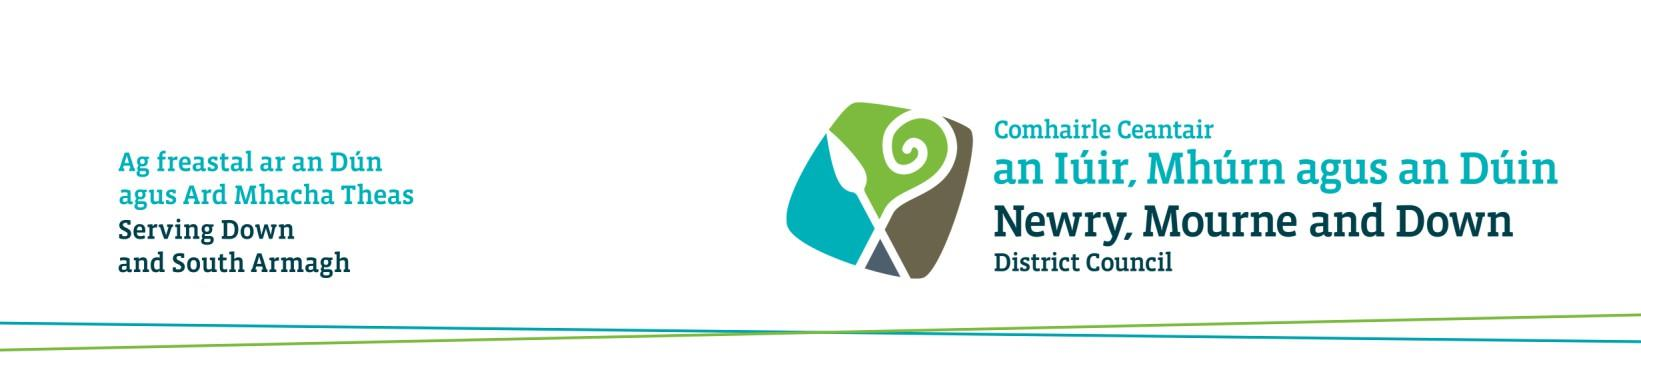 Ag freastal ar an Dún
agus Ard Mhacha Theas
Serving Down
and South Armagh
Comhairle Ceantair
an Iúir, Mhúrn agus an Dúin
Newry, Mourne and Down
District Council